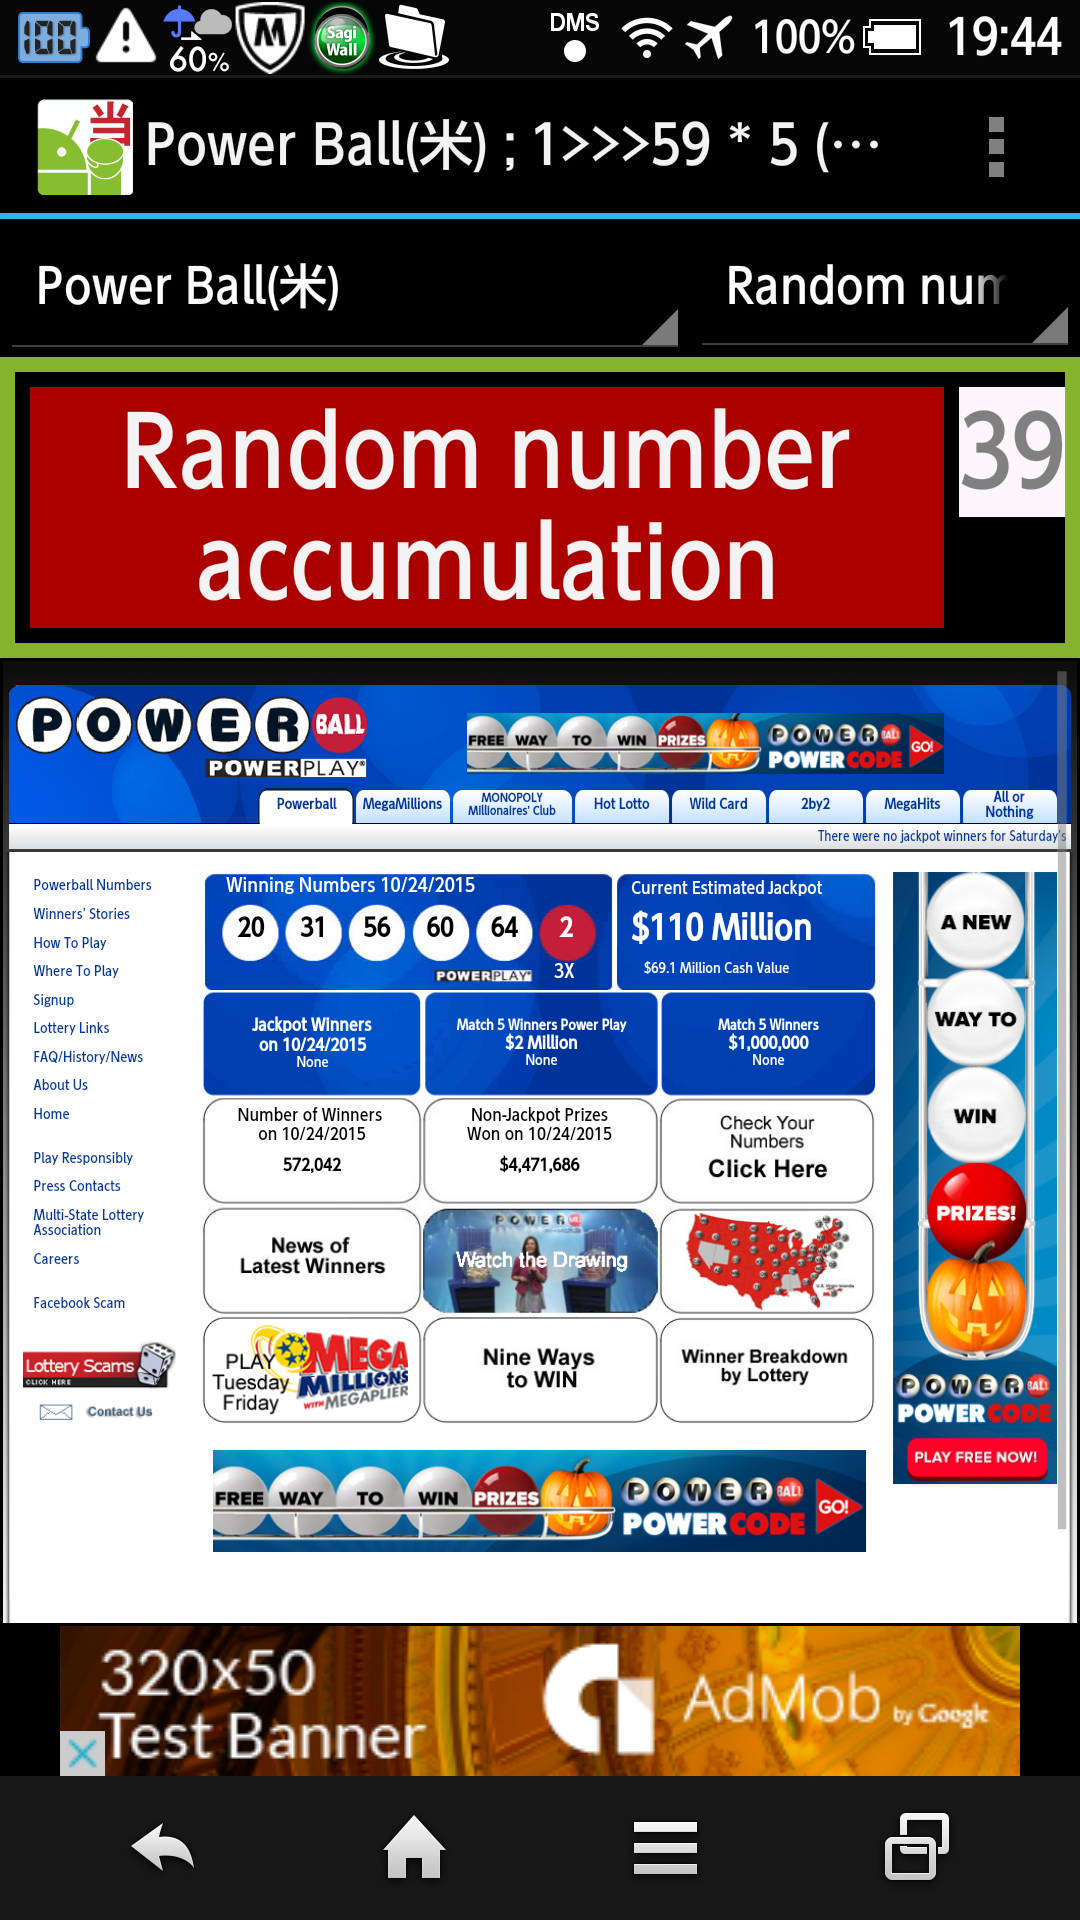 100
60%
M
Sagi
Wall
DMS
100%
19:44
当
Power Ball(米) ; 1>>>59 * 5 (…
Power Ball(米)
Random num
Random number
accumulation
39
POWER BALL
POWERPLAY
FREE WAY TO WIN PRIZES
POWER BALL
POWER CODE
GO!
Powerball
MegaMillions
MONOPOLY
Millionaires' Club
Hot Lotto
Wild Card
2by2
MegaHits
All or
Nothing
There were no jackpot winners for Saturday's
Powerball Numbers
Winners' Stories
How To Play
Where To Play
Signup
Lottery Links
FAQ/History/News
About Us
Home
Play Responsibly
Press Contacts
Multi-State Lottery
Association
Careers
Facebook Scam
Lottery Scams
CLICK HERE
Contact Us
Winning Numbers 10/24/2015
20 31 56 60 64 2
POWERPLAY 3X
Current Estimated Jackpot
$110 Million
$69.1 Million Cash Value
Jackpot Winners
on 10/24/2015
None
Match 5 Winners Power Play
$2 Million
None
Match 5 Winners
$1,000,000
None
Number of Winners
on 10/24/2015
572,042
Non-Jackpot Prizes
Won on 10/24/2015
$4,471,686
Check Your
Numbers
Click Here
News of
Latest Winners
POWER BALL
Watch the Drawing
U.S. Virgin Islands
PLAY
Tuesday
Friday
MEGA
MILLIONS
WITH MEGAPLIER
Nine Ways
to WIN
Winner Breakdown
by Lottery
A NEW
WAY TO
WIN
PRIZES!
POWER BALL
POWER CODE
PLAY FREE NOW!
FREE WAY TO WIN PRIZES
POWER BALL
POWER CODE
GO!
320x50
Test Banner
AdMob by Google